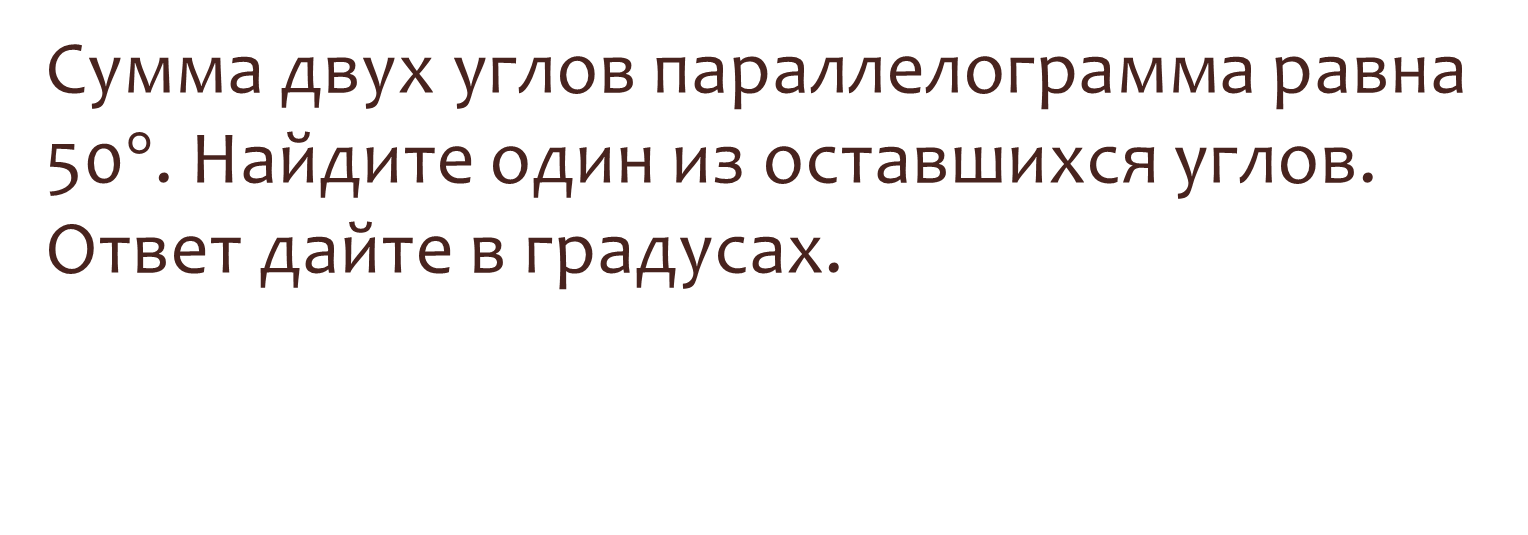 Сумма двух углов параллелограмма равна
50°. Найдите один из оставшихся углов.
Ответ дайте в градусах.